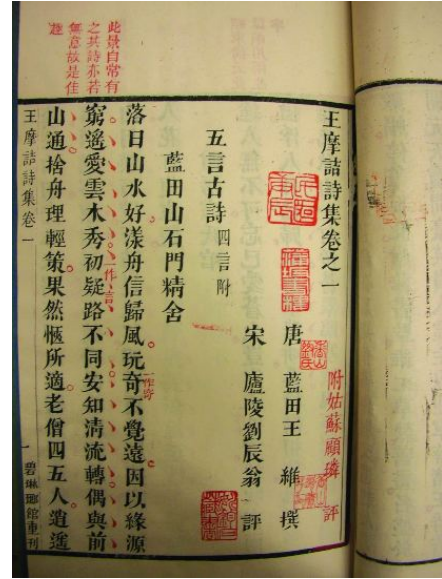 王摩詰詩集卷之一
附姑蘇顧璘評
唐 藍田王 維 撰
宋 廬陵劉辰翁 評
五言古詩 四言附
藍田山石門精舍
此景自常有
之其詩亦若
無意故是佳
趣
落日山水好漾舟信歸風玩奇不覺遠因以緣源
窮遙愛雲木秀初疑路不同安知清流轉偶與前
山通捨舟理輕策果然愜所適老僧四五人逍遙
王摩詰詩集卷一 一 碧琳瑯館重刊